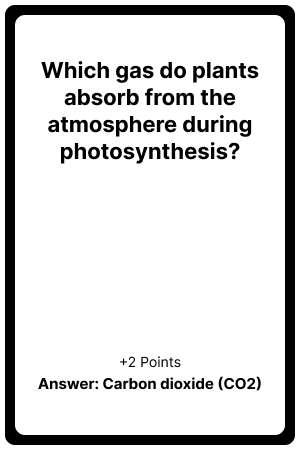 Which gas do plants
absorb from the
atmosphere during
photosynthesis?
+2 Points
Answer: Carbon dioxide (CO2)